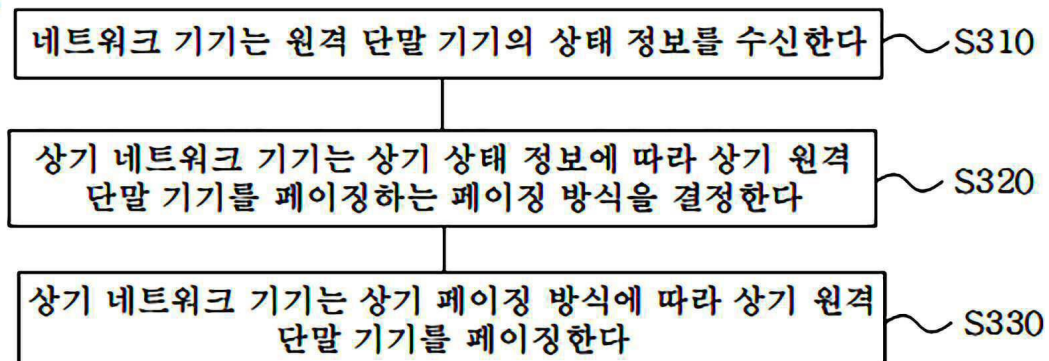 네트워크 기기는 원격 단말 기기의 상태 정보를 수신한다 S310
상기 네트워크 기기는 상기 상태 정보에 따라 상기 원격
단말 기기를 페이징하는 페이징 방식을 결정한다 S320
상기 네트워크 기기는 상기 페이징 방식에 따라 상기 원격
단말 기기를 페이징한다 S330